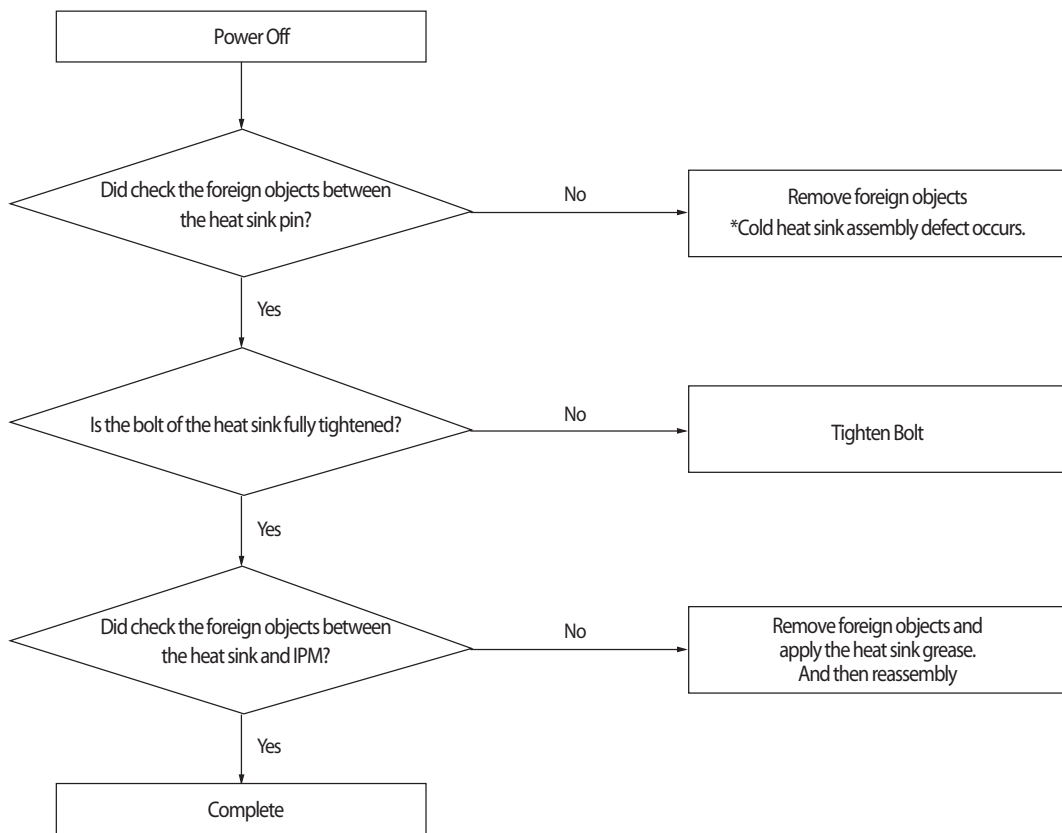 Power Off
Did check the foreign objects between
the heat sink pin?
No
Remove foreign objects
*Cold heat sink assembly defect occurs.
Yes
Is the bolt of the heat sink fully tightened?
No
Tighten Bolt
Yes
Did check the foreign objects between
the heat sink and IPM?
No
Remove foreign objects and
apply the heat sink grease.
And then reassembly
Yes
Complete